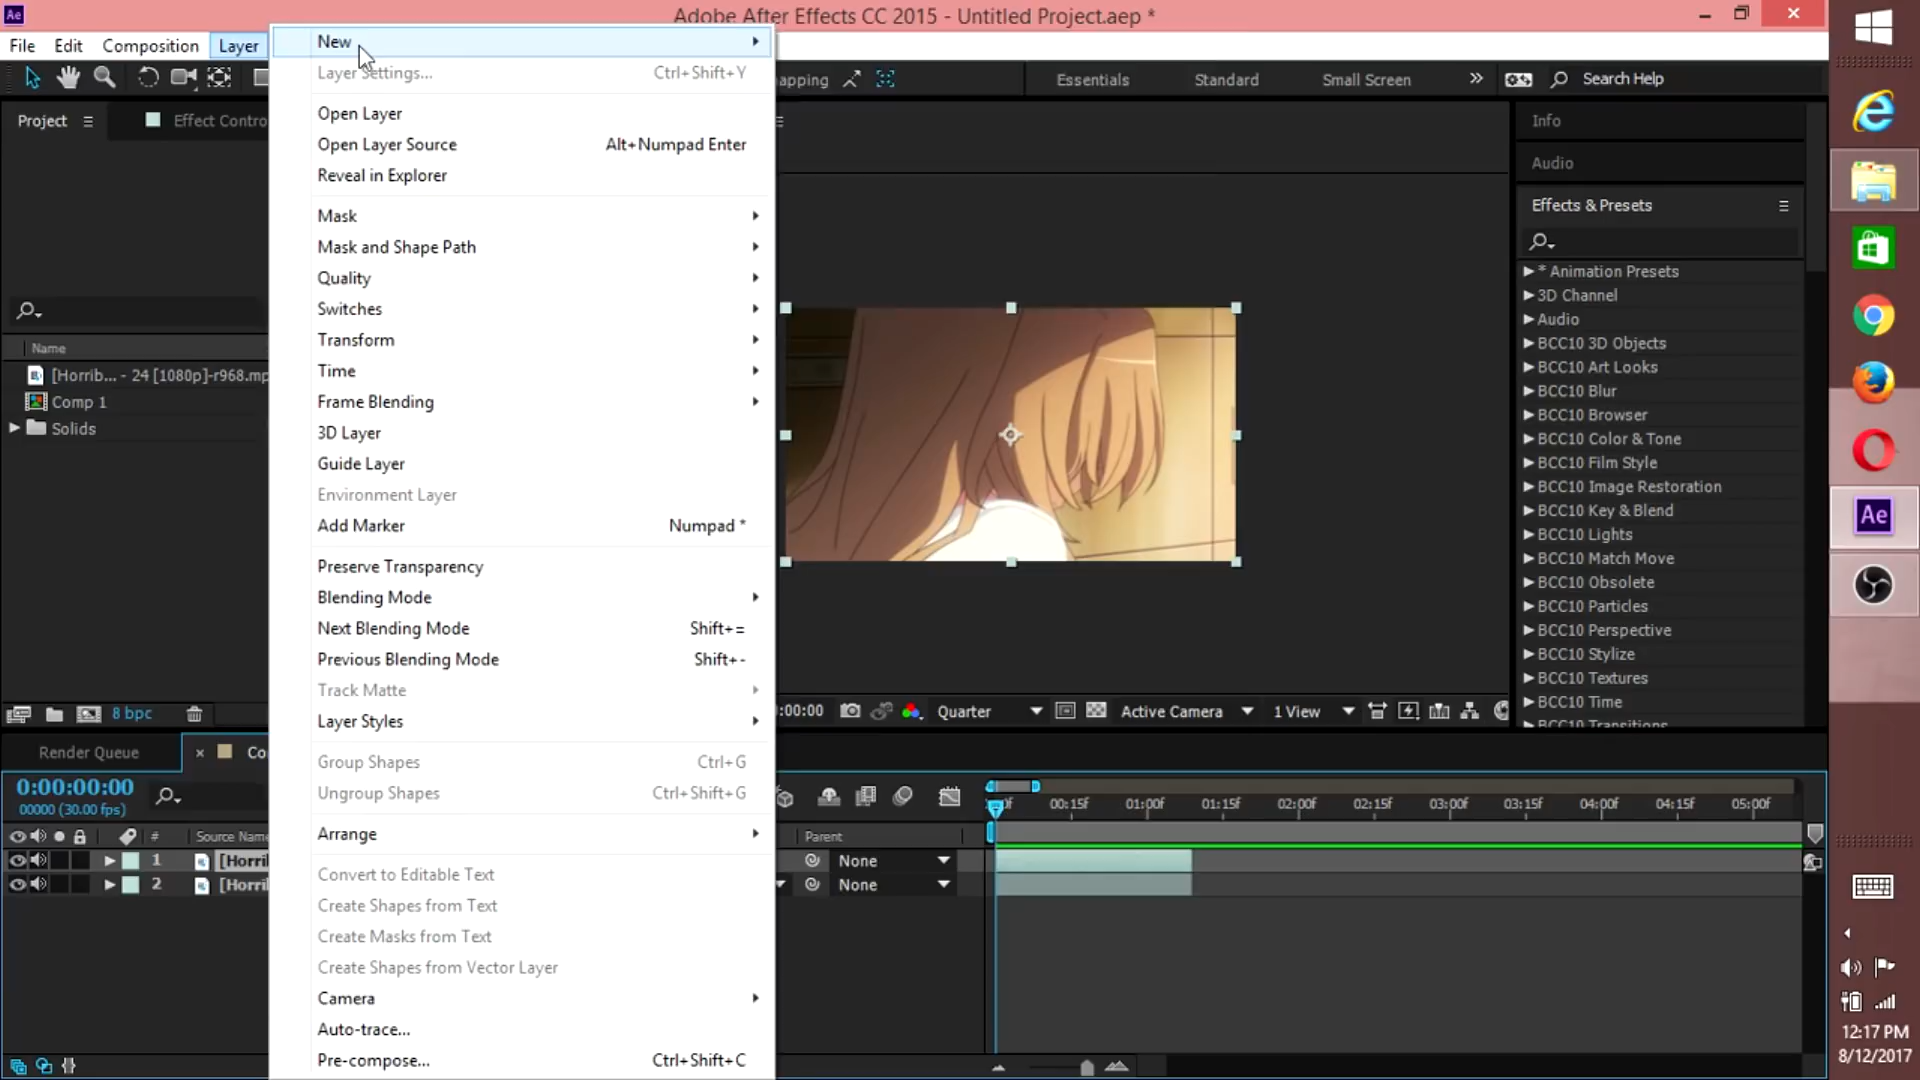 Ae
Adobe After Effects CC 2015 - Untitled Project.aep *
File Edit Composition Layer
New
Layer Settings... Ctrl+Shift+Y
Open Layer
Open Layer Source Alt+Numpad Enter
Reveal in Explorer
Mask
Mask and Shape Path
Quality
Switches
Transform
Time
Frame Blending
3D Layer
Guide Layer
Environment Layer
Add Marker Numpad *
Preserve Transparency
Blending Mode
Next Blending Mode Shift+=
Previous Blending Mode Shift+-
Track Matte
Layer Styles
Group Shapes Ctrl+G
Ungroup Shapes Ctrl+Shift+G
Arrange
Convert to Editable Text
Create Shapes from Text
Create Masks from Text
Create Shapes from Vector Layer
Camera
Auto-trace...
Pre-compose... Ctrl+Shift+C
apping
Essentials Standard Small Screen
Search Help
Project
Effect Contro
Name
[Horrib... - 24 [1080p]-r968.mp
Comp 1
Solids
8 bpc
:00:00 Quarter Active Camera 1 View
Info
Audio
Effects & Presets
* Animation Presets
3D Channel
Audio
BCC10 3D Objects
BCC10 Art Looks
BCC10 Blur
BCC10 Browser
BCC10 Color & Tone
BCC10 Film Style
BCC10 Image Restoration
BCC10 Key & Blend
BCC10 Lights
BCC10 Match Move
BCC10 Obsolete
BCC10 Particles
BCC10 Perspective
BCC10 Stylize
BCC10 Textures
BCC10 Time
BCC10 Transitions
Render Queue
Co
0:00:00:00
00000 (30.00 fps)
# Source Name
1 [Horri
2 [Horri
Parent
None
None
00:15f 01:00f 01:15f 02:00f 02:15f 03:00f 03:15f 04:00f 04:15f 05:00f
Ae
12:17 PM
8/12/2017